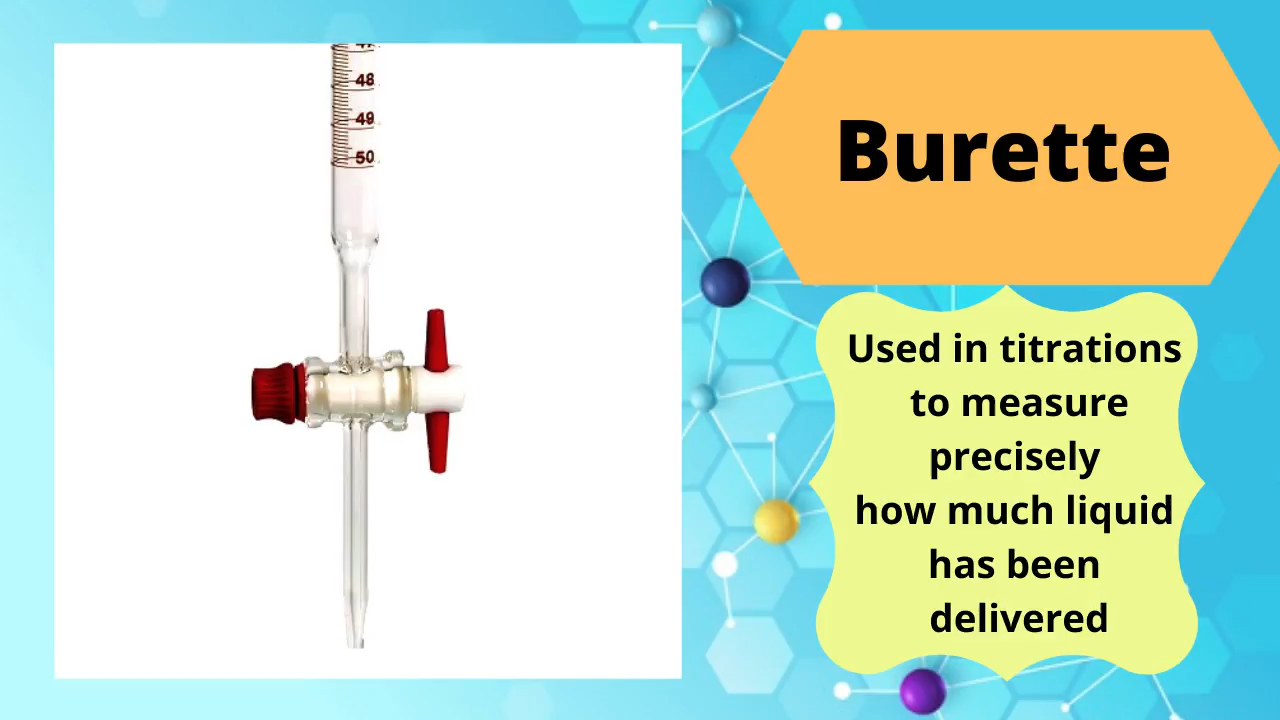 48
49
50
Burette
Used in titrations
to measure
precisely
how much liquid
has been
delivered